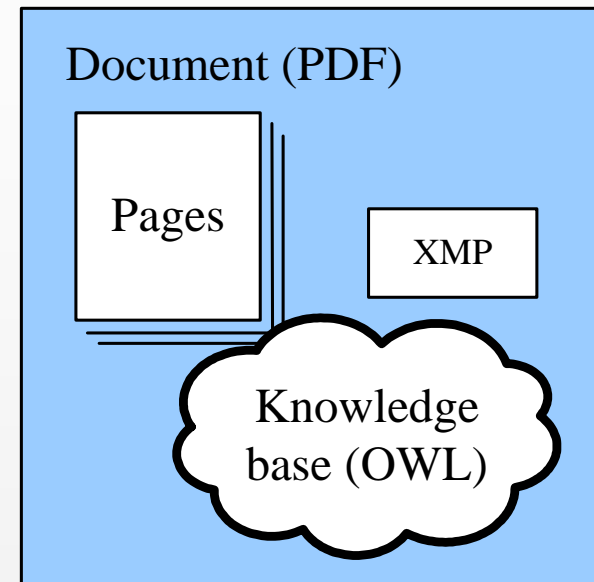 Document (PDF)
Pages
XMP
Knowledge
base (OWL)